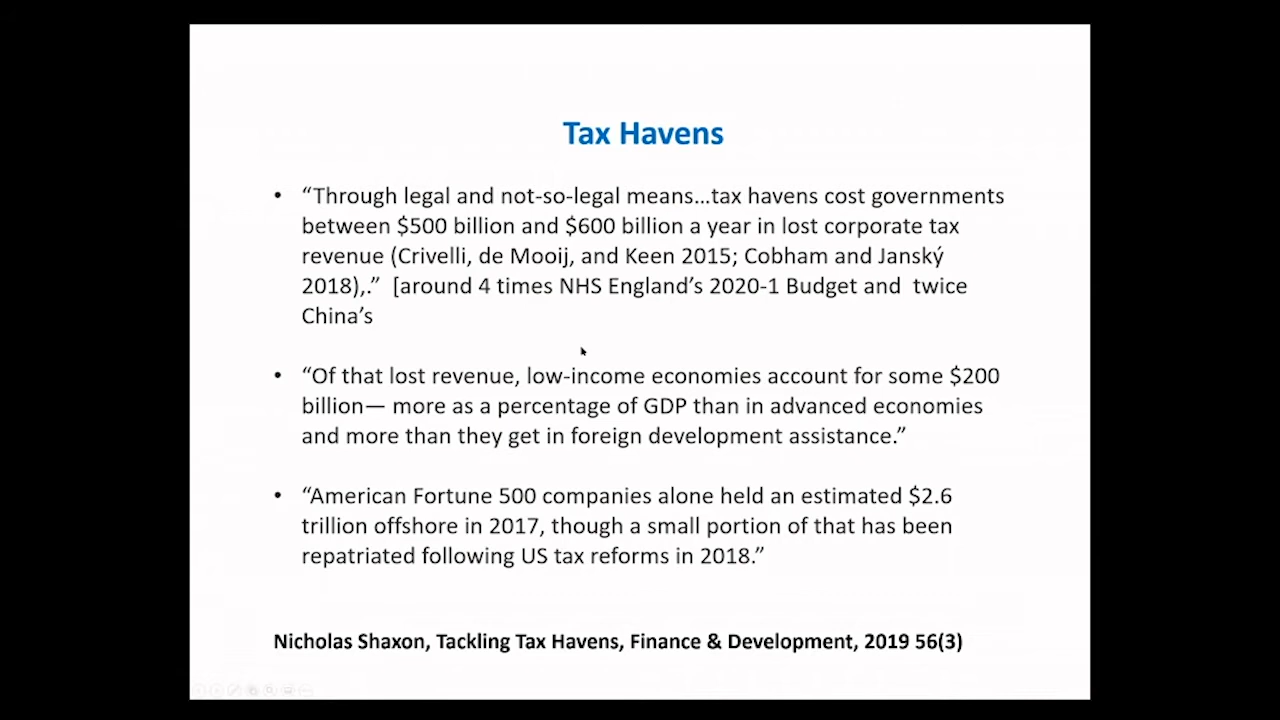 Tax Havens
• “Through legal and not-so-legal means…tax havens cost governments
between $500 billion and $600 billion a year in lost corporate tax
revenue (Crivelli, de Mooij, and Keen 2015; Cobham and Janský
2018),.”  [around 4 times NHS England’s 2020-1 Budget and  twice
China’s
• “Of that lost revenue, low-income economies account for some $200
billion— more as a percentage of GDP than in advanced economies
and more than they get in foreign development assistance.”
• “American Fortune 500 companies alone held an estimated $2.6
trillion offshore in 2017, though a small portion of that has been
repatriated following US tax reforms in 2018.”
Nicholas Shaxon, Tackling Tax Havens, Finance & Development, 2019 56(3)